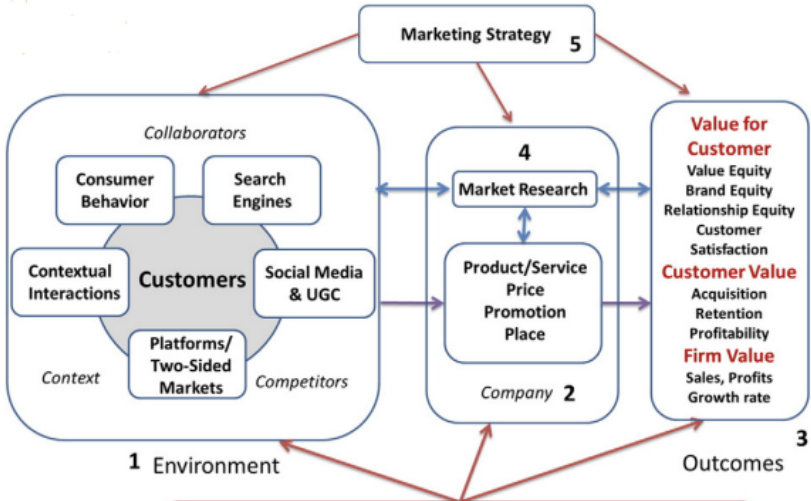 Marketing Strategy 5
Collaborators
Consumer
Behavior
Search
Engines
Contextual
Interactions
Customers
Social Media
& UGC
Platforms/
Two-Sided
Markets
Context
Competitors
1 Environment
4
Market Research
Product/Service
Price
Promotion
Place
Company 2
Value for
Customer
Value Equity
Brand Equity
Relationship Equity
Customer
Satisfaction
Customer Value
Acquisition
Retention
Profitability
Firm Value
Sales, Profits
Growth rate
3
Outcomes